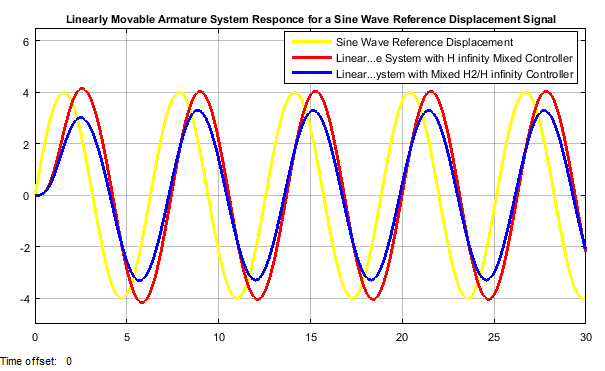 Linearly Movable Armature System Responce for a Sine Wave Reference Displacement Signal
Sine Wave Reference Displacement
Linear...e System with H infinity Mixed Controller
Linear...ystem with Mixed H2/H infinity Controller
6
4
2
0
-2
-4
0 5 10 15 20 25 30
Time offset: 0